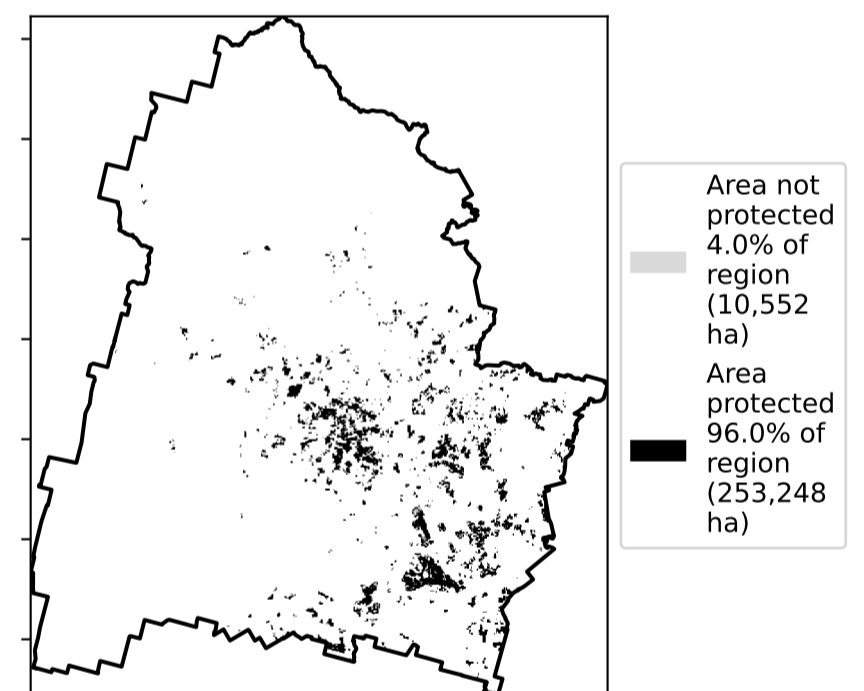 Area not
protected
4.0% of
region
(10,552
ha)
Area
protected
96.0% of
region
(253,248
ha)